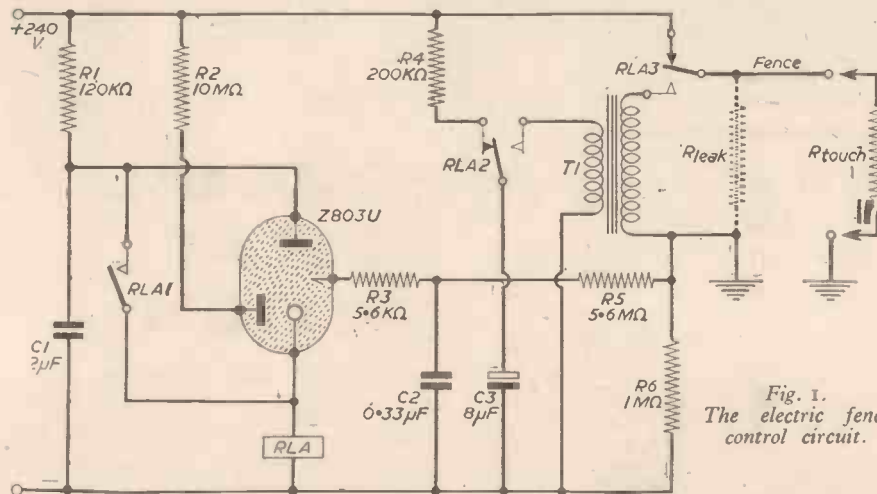 +240
V.
R1
120KΩ
R2
10MΩ
R4
200KΩ
RLA3
Fence
RLA2
T1
Rleak
Rtouch
Z803U
RLA1
R3
5·6KΩ
R5
5·6MΩ
C1
2μF
C2
0·33μF
C3
8μF
R6
1MΩ
RLA
Fig. 1.
The electric fence
control circuit.